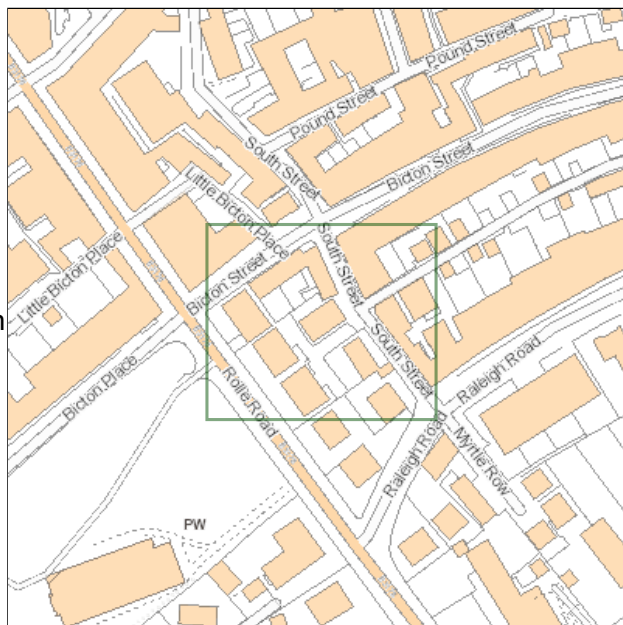 Pound Street
Pound Street
South Street
Bicton Street
Little Bicton Place
South Street
Little Bicton Place
Bicton Street
n
South Street
Raleigh Road
Bicton Place
Rolle Road
Raleigh Road
Myrtle Row
PW